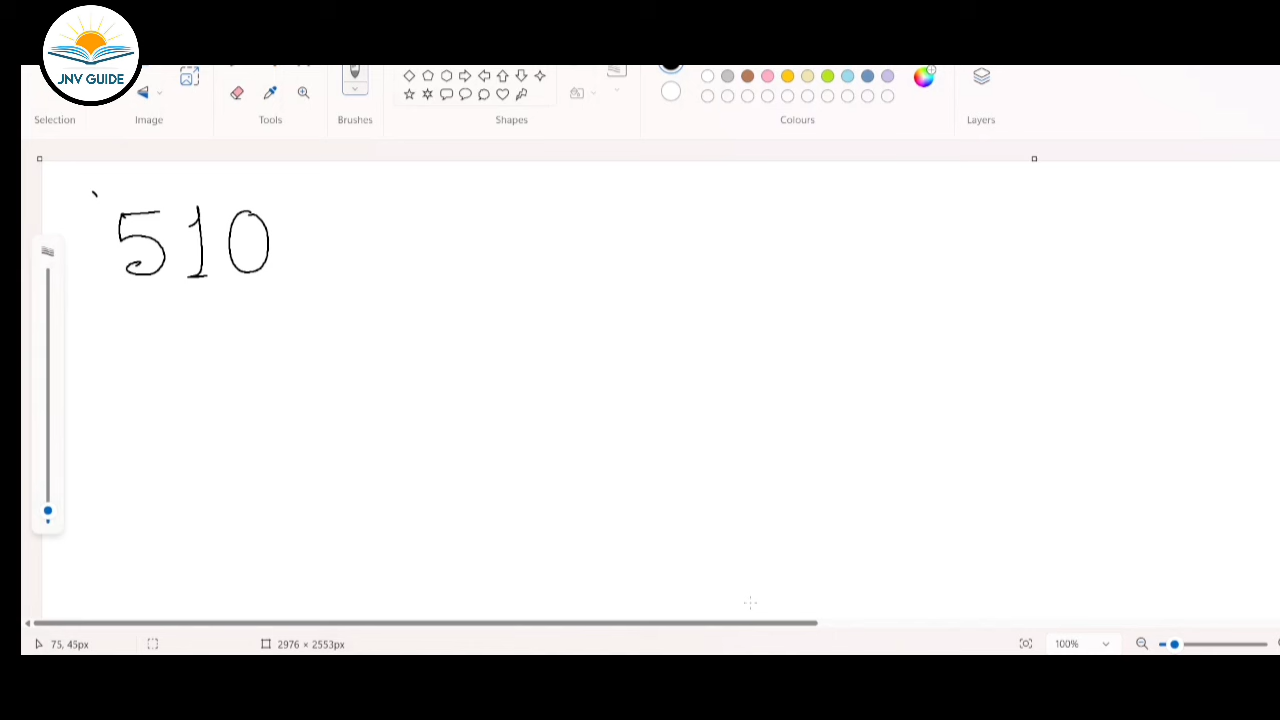 JNV GUIDE
Selection
Image
Tools
Brushes
Shapes
Colours
Layers
510
75, 45px
2976 × 2553px
100%